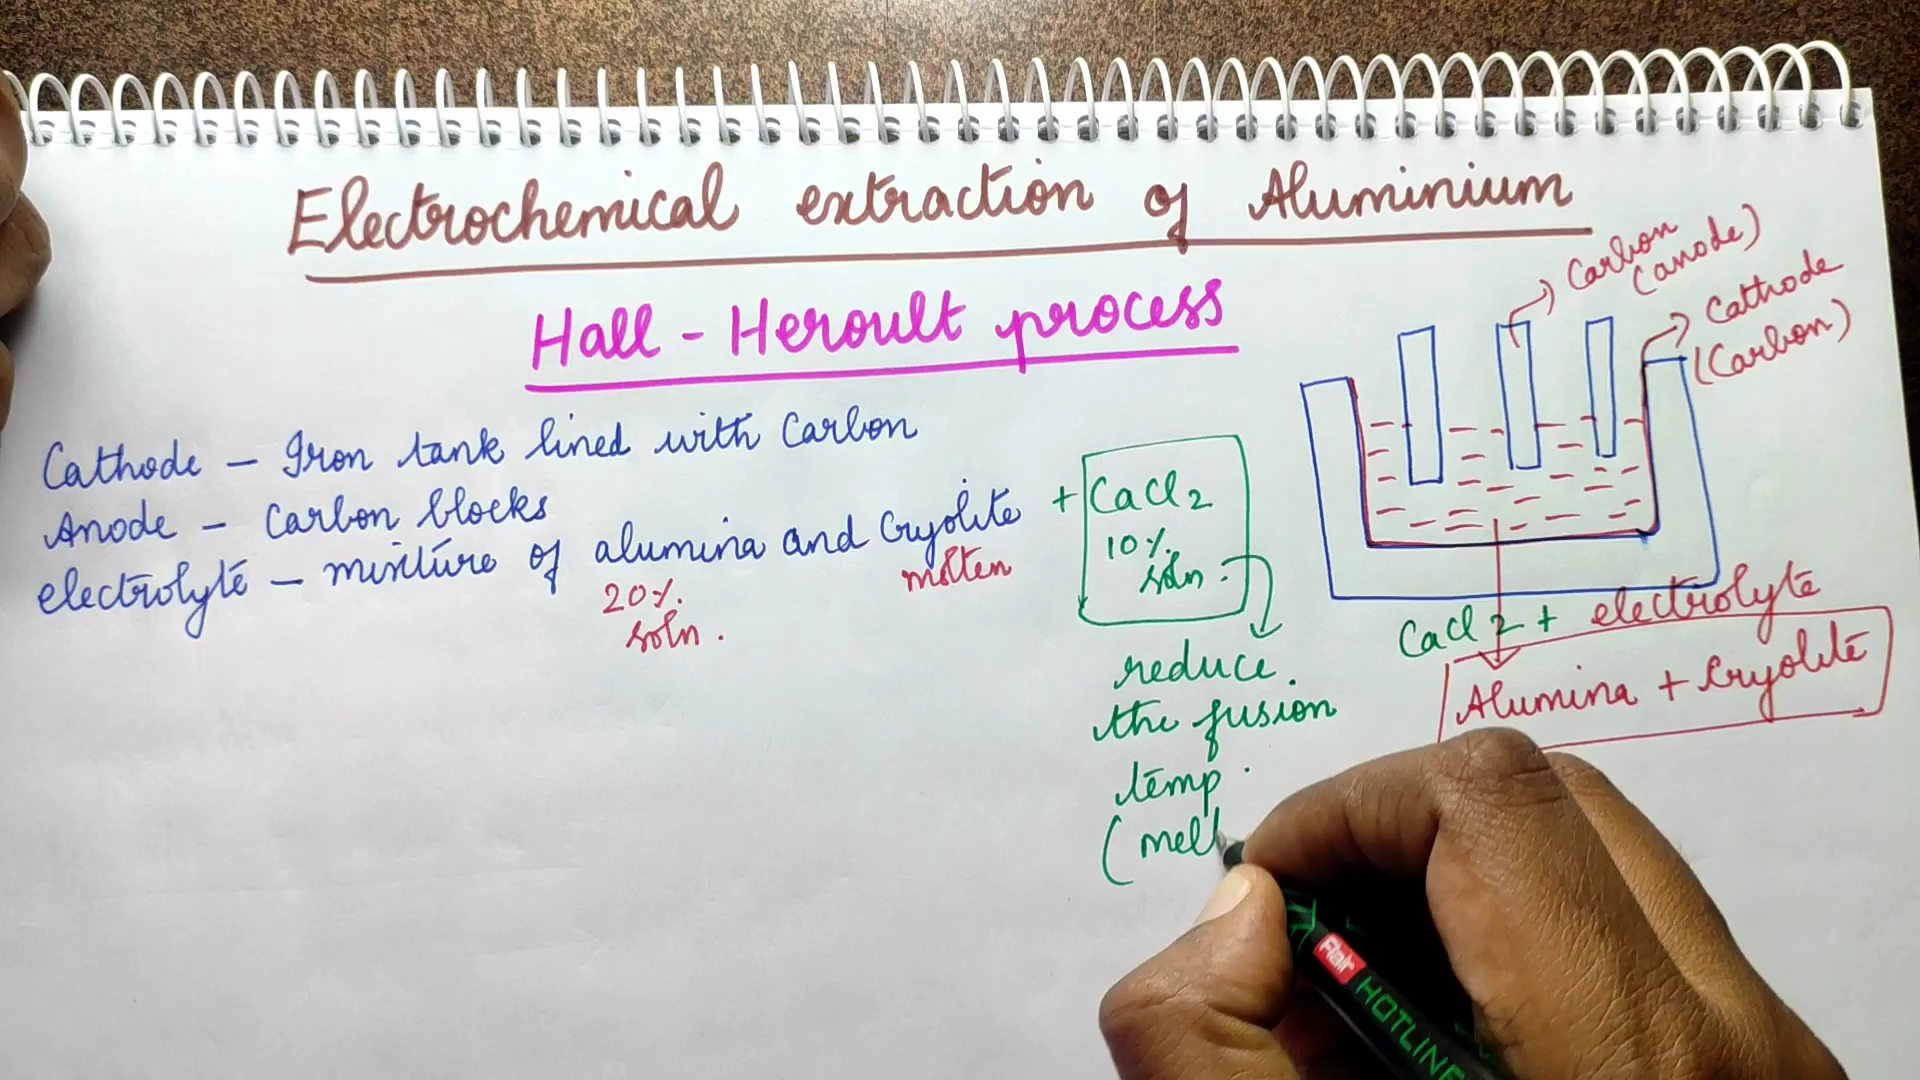 Electrochemical extraction of Aluminium
Hall - Heroult process
Cathode - Iron tank lined with Carbon
Anode - Carbon blocks
electrolyte - mixture of alumina and Cryolite + CaCl2
20%.
soln.
molten
10%.
soln.
reduce.
the fusion
temp.
(melt
Carbon
(anode)
Cathode
(Carbon)
CaCl2 + electrolyte
Alumina + Cryolite
Flair
HOTLINE